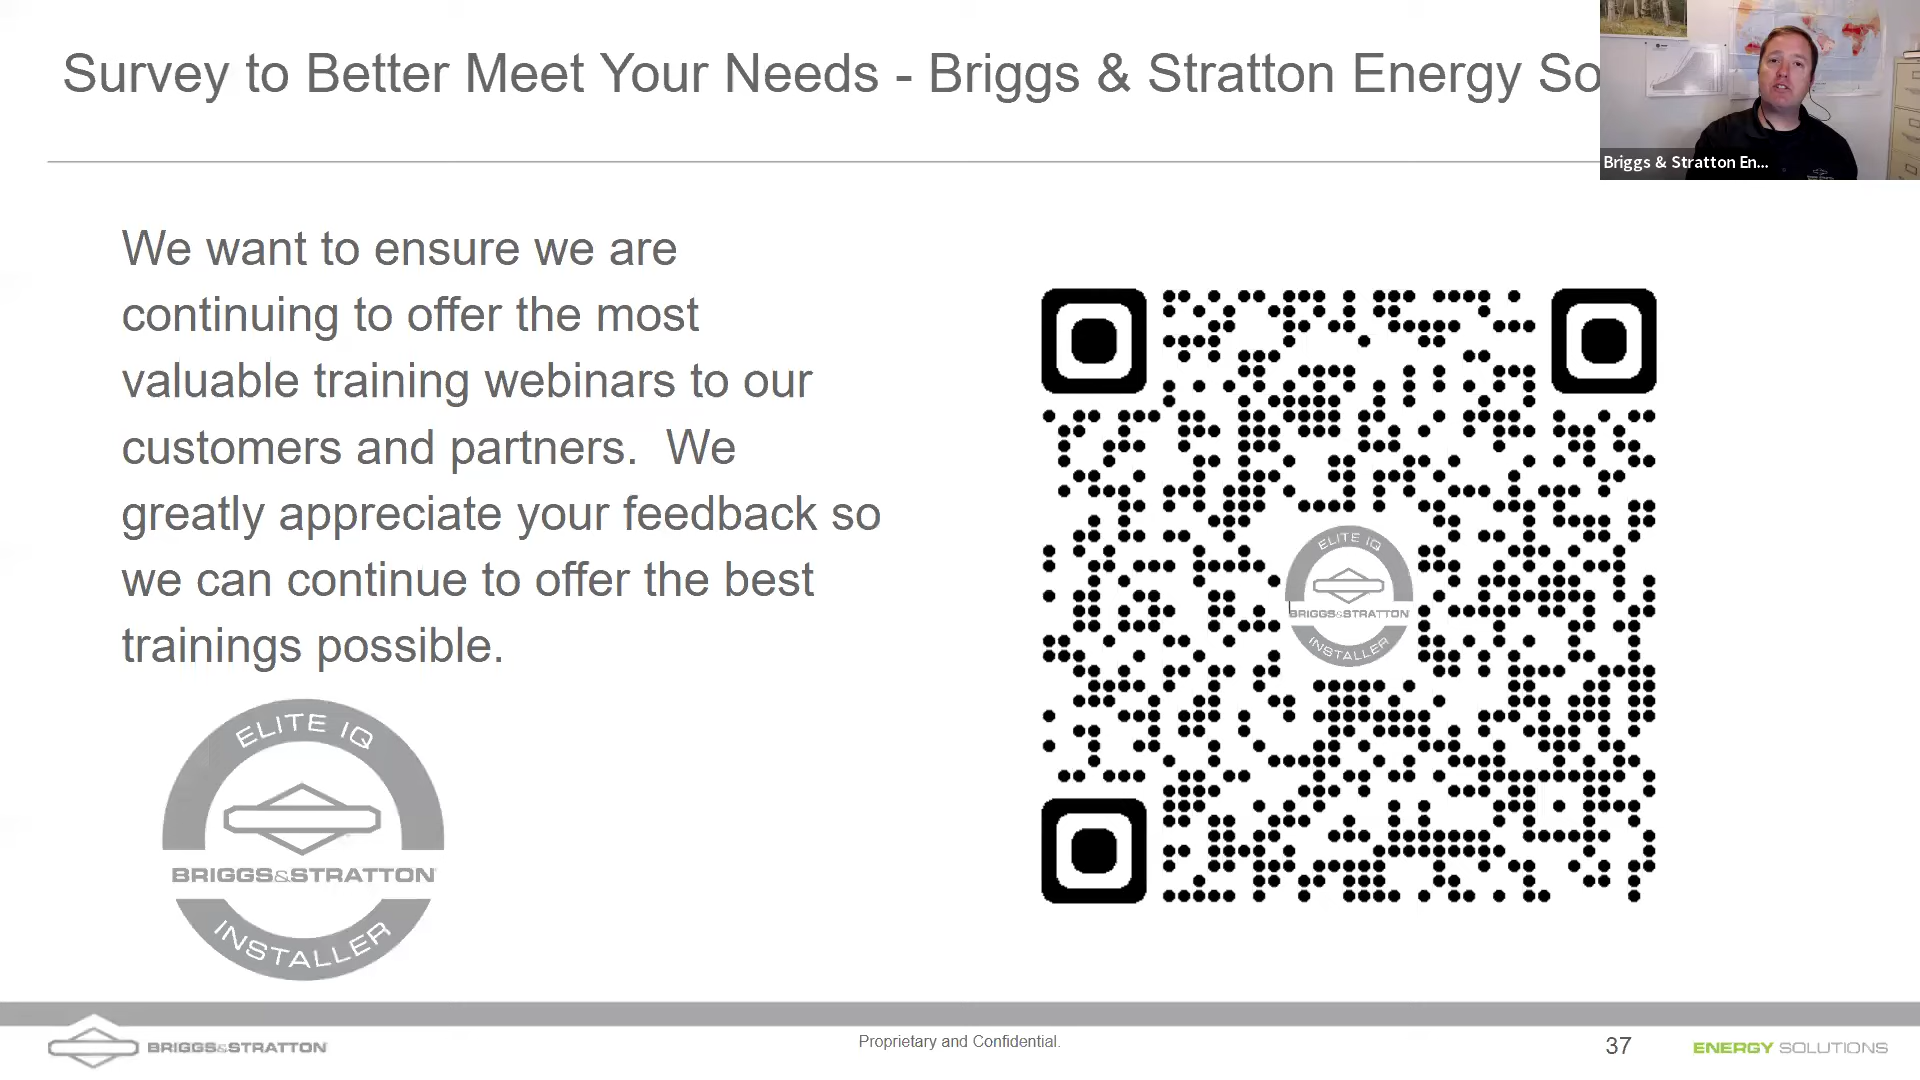 Survey to Better Meet Your Needs - Briggs & Stratton Energy So
Briggs & Stratton En...
We want to ensure we are
continuing to offer the most
valuable training webinars to our
customers and partners.  We
greatly appreciate your feedback so
we can continue to offer the best
trainings possible.
ELITE IQ
BRIGGS&STRATTON
INSTALLER
ELITE IQ
BRIGGS&STRATTON
INSTALLER
BRIGGS&STRATTON
Proprietary and Confidential.
37
ENERGY SOLUTIONS